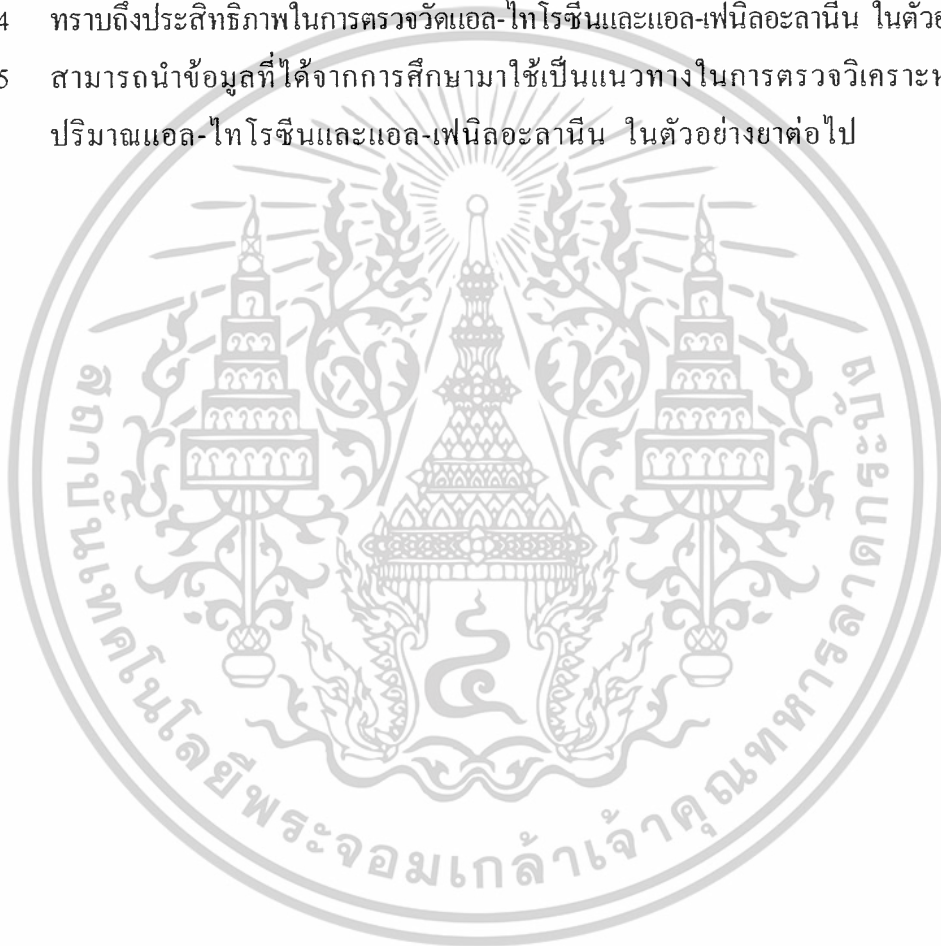 4 ทราบถึงประสิทธิภาพในการตรวจวัดแอล-ไทโรซีนและแอล-เฟนิลอะลานีน ในตัวอ
5 สามารถนำข้อมูลที่ได้จากการศึกษามาใช้เป็นแนวทางในการตรวจวิเคราะห
ปริมาณแอล-ไทโรซีนและแอล-เฟนิลอะลานีน ในตัวอย่างยาต่อไป
๔
สถาบันเทคโนโลยีพระจอมเกล้าเจ้าคุณทหารลาดกระบัง